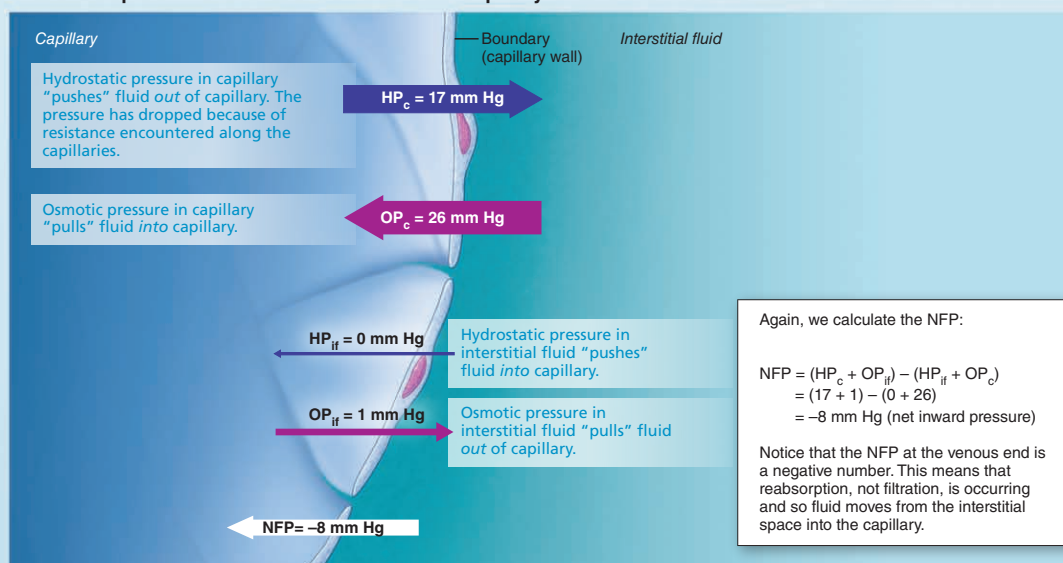 Capillary
Boundary
(capillary wall)
Interstitial fluid
Hydrostatic pressure in capillary
“pushes” fluid out of capillary. The
pressure has dropped because of
resistance encountered along the
capillaries.
HPc = 17 mm Hg
Osmotic pressure in capillary
“pulls” fluid into capillary.
OPc = 26 mm Hg
HPif = 0 mm Hg
Hydrostatic pressure in
interstitial fluid “pushes”
fluid into capillary.
OPif = 1 mm Hg
Osmotic pressure in
interstitial fluid “pulls” fluid
out of capillary.
NFP= –8 mm Hg
Again, we calculate the NFP:
NFP = (HPc + OPif) – (HPif + OPc)
= (17 + 1) – (0 + 26)
= –8 mm Hg (net inward pressure)
Notice that the NFP at the venous end is
a negative number. This means that
reabsorption, not filtration, is occurring
and so fluid moves from the interstitial
space into the capillary.